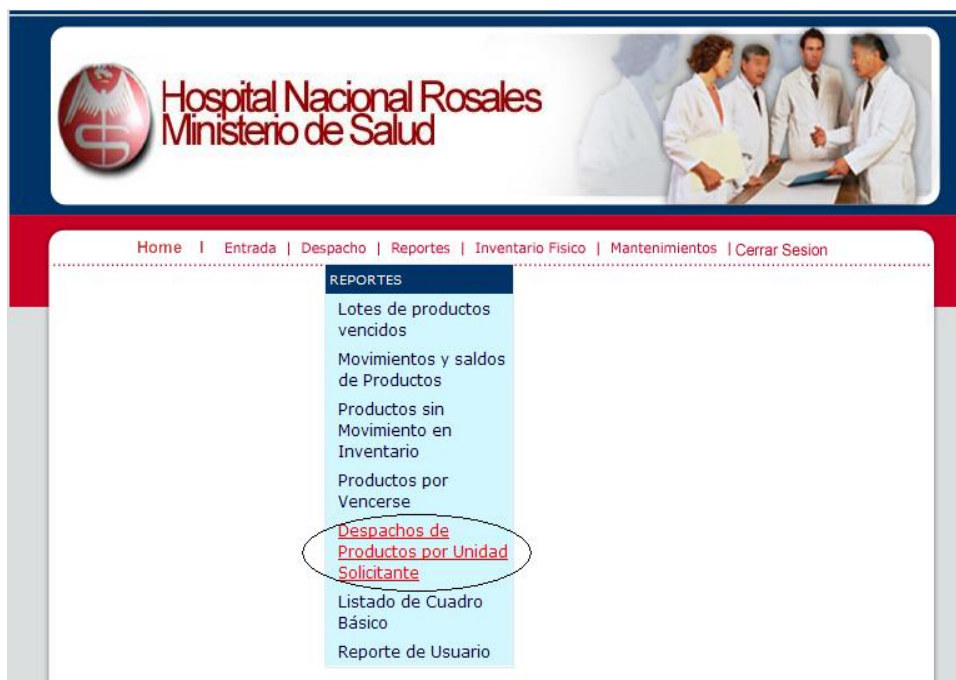 Hospital Nacional Rosales
Ministerio de Salud
Home | Entrada | Despacho | Reportes | Inventario Fisico | Mantenimientos | Cerrar Sesion
REPORTES
Lotes de productos
vencidos
Movimientos y saldos
de Productos
Productos sin
Movimiento en
Inventario
Productos por
Vencerse
Despachos de
Productos por Unidad
Solicitante
Listado de Cuadro
Básico
Reporte de Usuario